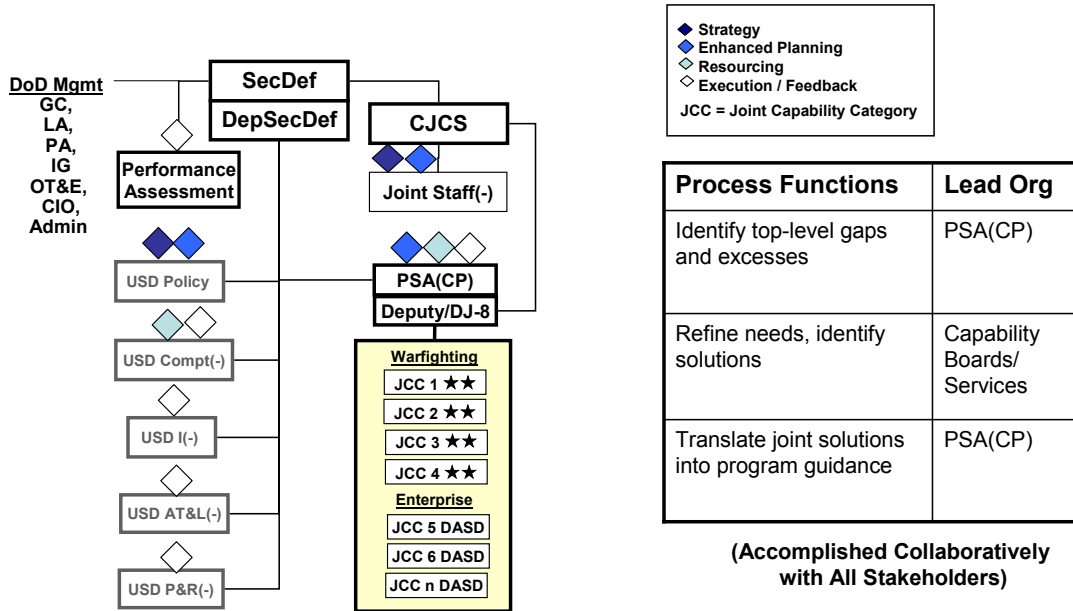 DoD Mgmt
GC,
LA,
PA,
IG
OT&E,
CIO,
Admin
SecDef
DepSecDef
CJCS
Performance
Assessment
Joint Staff(-)
USD Policy
PSA(CP)
Deputy/DJ-8
USD Compt(-)
USD I(-)
USD AT&L(-)
USD P&R(-)
Warfighting
JCC 1 ★★
JCC 2 ★★
JCC 3 ★★
JCC 4 ★★
Enterprise
JCC 5 DASD
JCC 6 DASD
JCC n DASD
Strategy
Enhanced Planning
Resourcing
Execution / Feedback
JCC = Joint Capability Category
Process Functions
Lead Org
Identify top-level gaps
and excesses
PSA(CP)
Refine needs, identify
solutions
Capability
Boards/
Services
Translate joint solutions
into program guidance
PSA(CP)
(Accomplished Collaboratively
with All Stakeholders)